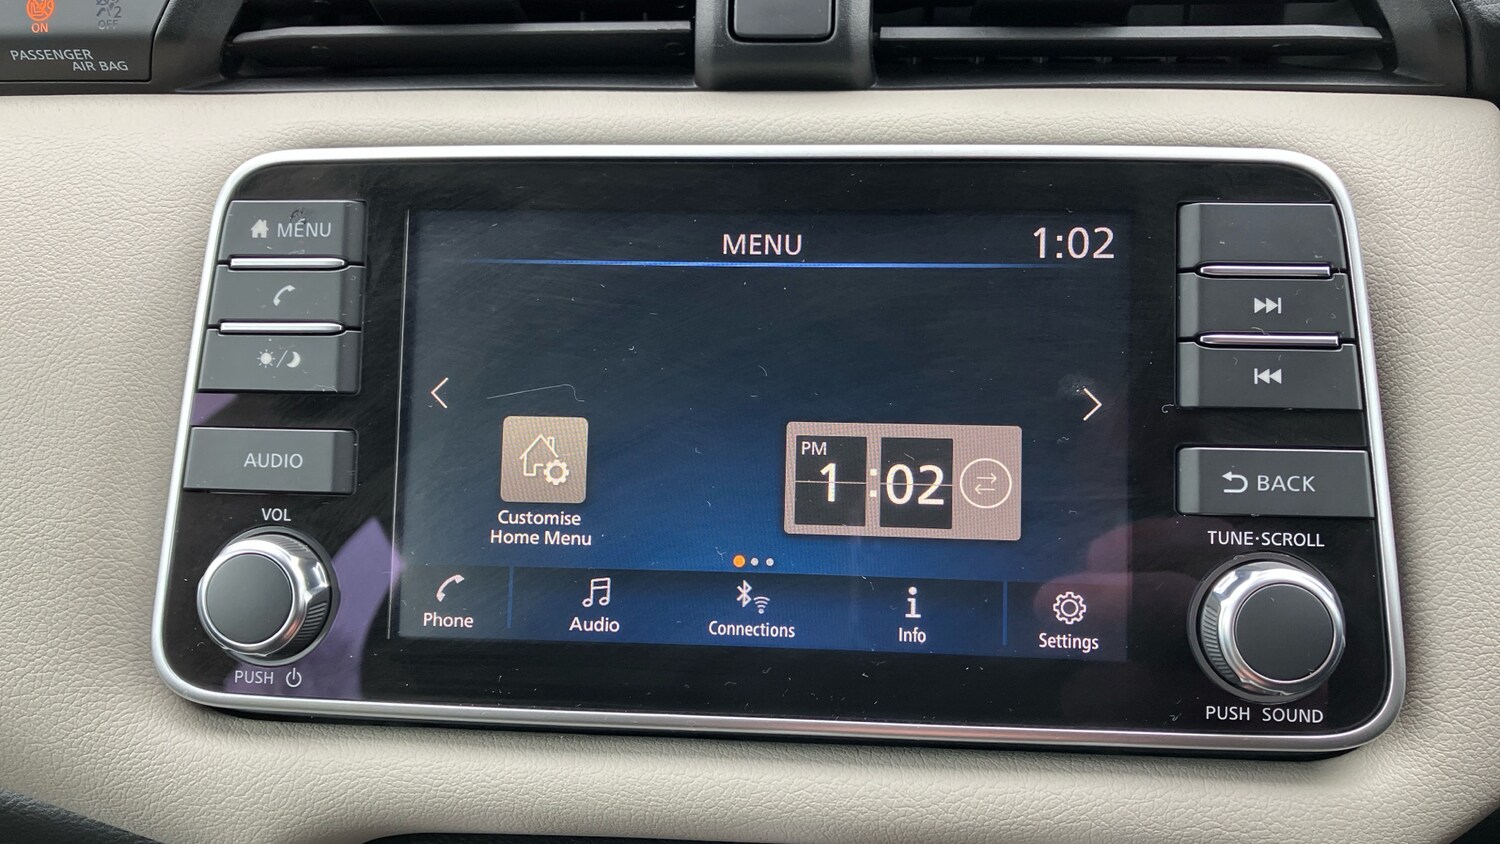 ON
2
OFF
PASSENGER
AIR BAG
MENU
AUDIO
VOL
PUSH
MENU
1:02
PM
1:02
Customise
Home Menu
Phone
Audio
Connections
Info
Settings
BACK
TUNE·SCROLL
PUSH SOUND